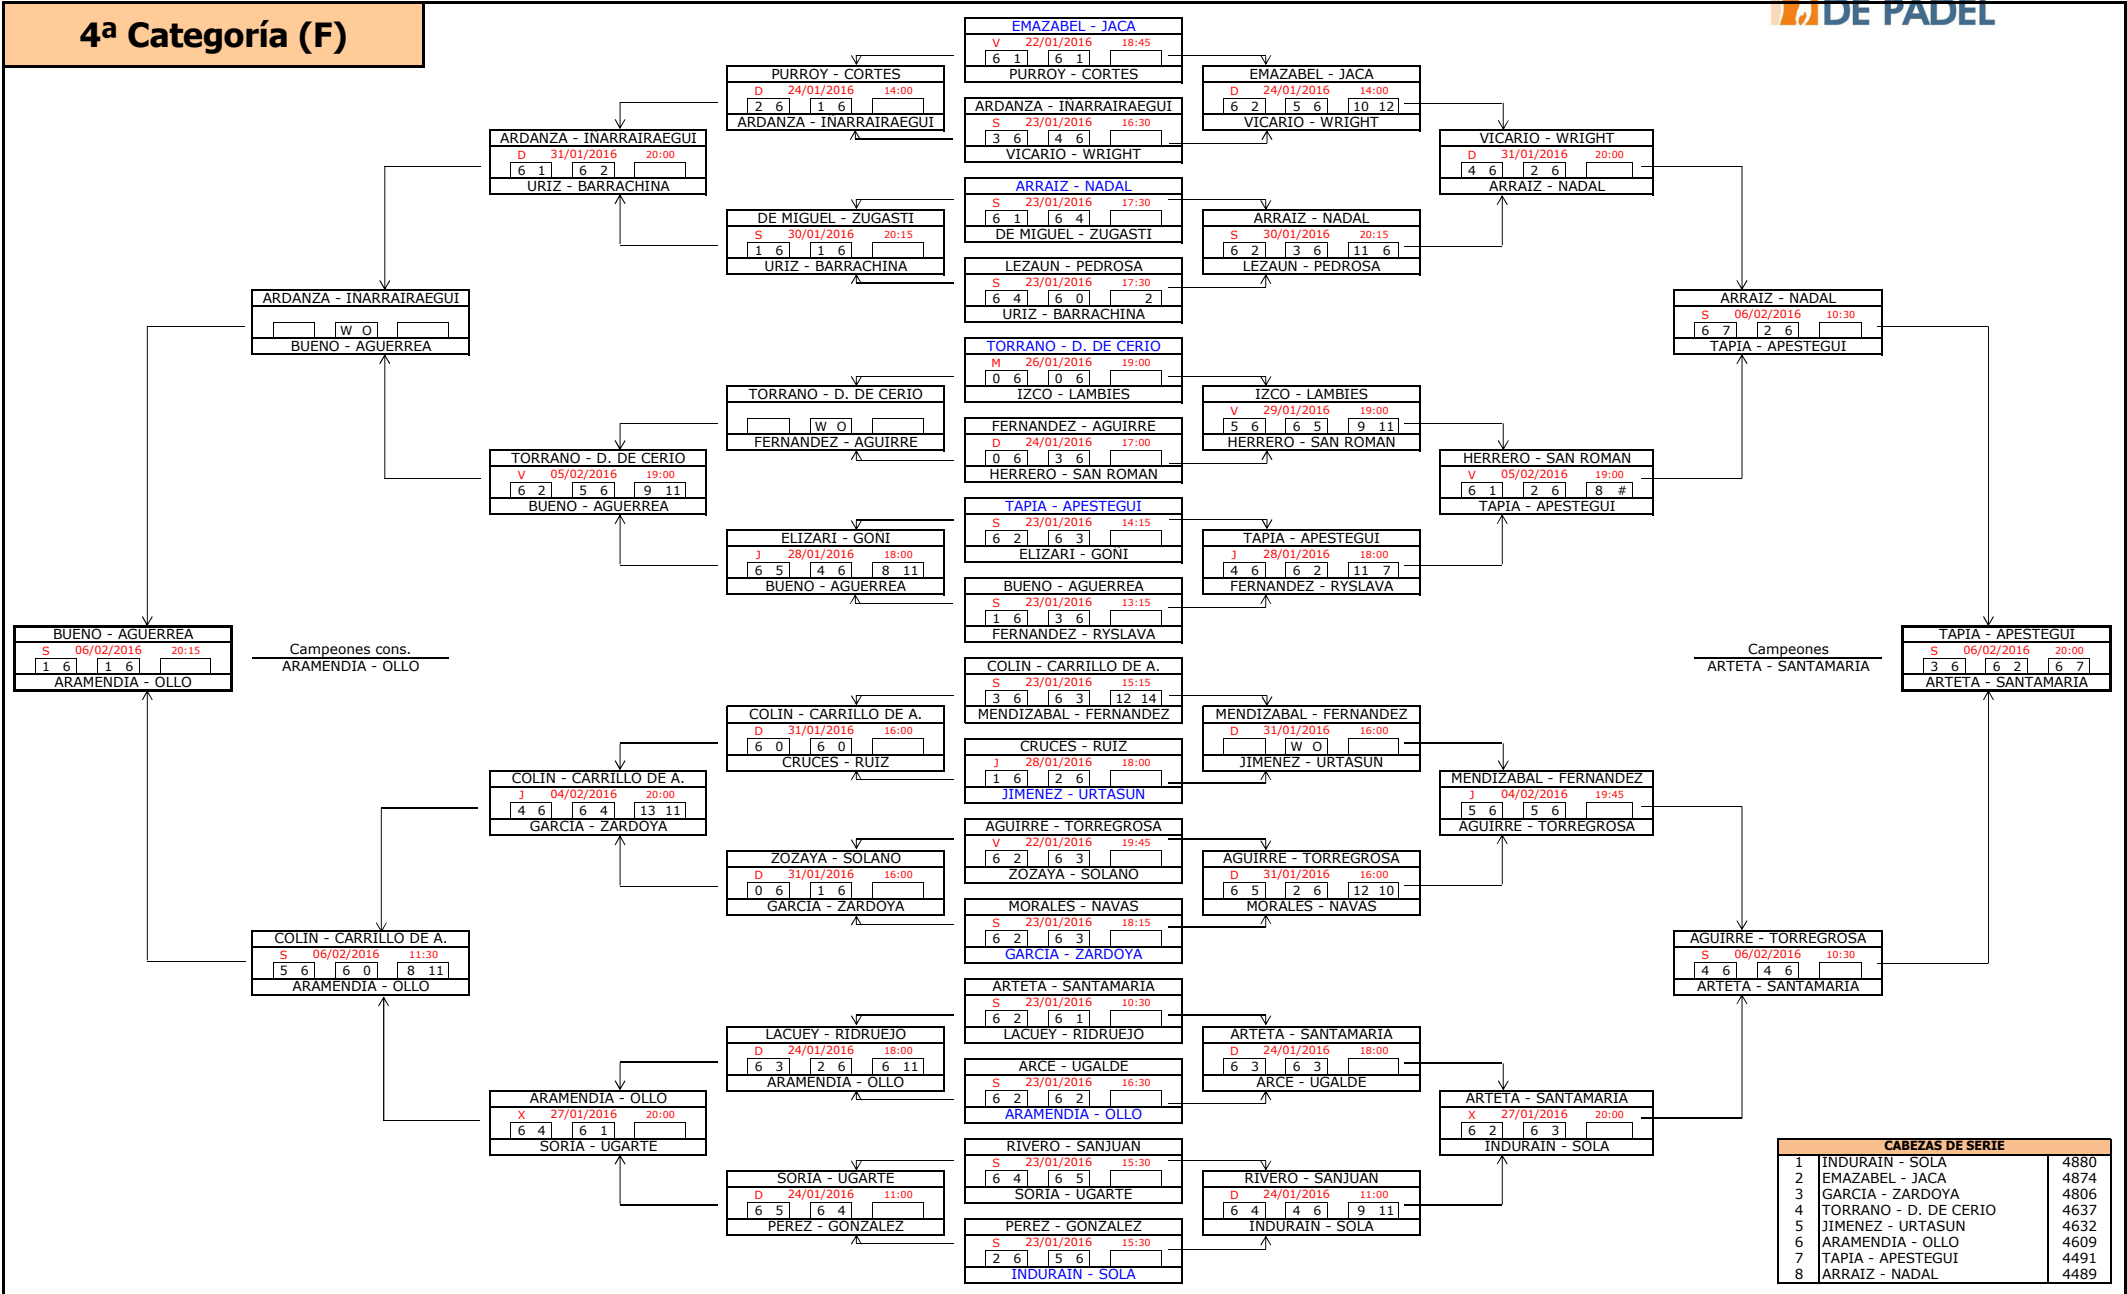 4ª Categoría (F)
DE PADEL
EMAZABEL - JACA
V 22/01/2016 18:45
6 1 6 1
PURROY - CORTES
ARDANZA - IÑARRAIRAEGUI
S 23/01/2016 16:30
3 6 4 6
VICARIO - WRIGHT
ARRAIZ - NADAL
S 23/01/2016 17:30
6 1 6 4
DE MIGUEL - ZUGASTI
LEZAUN - PEDROSA
S 23/01/2016 17:30
6 4 6 0 2
URIZ - BARRACHINA
TORRANO - D. DE CERIO
M 26/01/2016 19:00
0 6 0 6
IZCO - LAMBIES
FERNANDEZ - AGUIRRE
D 24/01/2016 17:00
0 6 3 6
HERRERO - SAN ROMAN
TAPIA - APESTEGUI
S 23/01/2016 14:15
6 2 6 3
ELIZARI - GOÑI
BUENO - AGUERREA
S 23/01/2016 13:15
1 6 3 6
FERNANDEZ - RYSLAVA
COLIN - CARRILLO DE A.
S 23/01/2016 15:15
3 6 6 3 12 14
MENDIZABAL - FERNANDEZ
CRUCES - RUIZ
J 28/01/2016 18:00
1 6 2 6
JIMENEZ - URTASUN
AGUIRRE - TORREGROSA
V 22/01/2016 19:45
6 2 6 3
ZOZAYA - SOLANO
MORALES - NAVAS
S 23/01/2016 18:15
6 2 6 3
GARCIA - ZARDOYA
ARTETA - SANTAMARIA
S 23/01/2016 10:30
6 2 6 1
LACUEY - RIDRUEJO
ARCE - UGALDE
S 23/01/2016 16:30
6 2 6 2
ARAMENDIA - OLLO
RIVERO - SANJUAN
S 23/01/2016 15:30
6 4 6 5
SORIA - UGARTE
PEREZ - GONZALEZ
S 23/01/2016 15:30
2 6 5 6
INDURAIN - SOLA
PURROY - CORTES
D 24/01/2016 14:00
2 6 1 6
ARDANZA - IÑARRAIRAEGUI
DE MIGUEL - ZUGASTI
S 30/01/2016 20:15
1 6 1 6
URIZ - BARRACHINA
TORRANO - D. DE CERIO
W O
FERNANDEZ - AGUIRRE
ELIZARI - GOÑI
J 28/01/2016 18:00
6 5 4 6 8 11
BUENO - AGUERREA
COLIN - CARRILLO DE A.
D 31/01/2016 16:00
6 0 6 0
CRUCES - RUIZ
ZOZAYA - SOLANO
D 31/01/2016 16:00
0 6 1 6
GARCIA - ZARDOYA
LACUEY - RIDRUEJO
D 24/01/2016 18:00
6 3 2 6 6 11
ARAMENDIA - OLLO
SORIA - UGARTE
D 24/01/2016 11:00
6 5 6 4
PEREZ - GONZALEZ
ARDANZA - IÑARRAIRAEGUI
D 31/01/2016 20:00
6 1 6 2
URIZ - BARRACHINA
TORRANO - D. DE CERIO
V 05/02/2016 19:00
6 2 5 6 9 11
BUENO - AGUERREA
COLIN - CARRILLO DE A.
J 04/02/2016 20:00
4 6 6 4 13 11
GARCIA - ZARDOYA
ARAMENDIA - OLLO
X 27/01/2016 20:00
6 4 6 1
SORIA - UGARTE
ARDANZA - IÑARRAIRAEGUI
W O
BUENO - AGUERREA
COLIN - CARRILLO DE A.
S 06/02/2016 11:30
5 6 6 0 8 11
ARAMENDIA - OLLO
BUENO - AGUERREA
S 06/02/2016 20:15
1 6 1 6
ARAMENDIA - OLLO
Campeones cons.
ARAMENDIA - OLLO
EMAZABEL - JACA
D 24/01/2016 14:00
6 2 5 6 10 12
VICARIO - WRIGHT
ARRAIZ - NADAL
S 30/01/2016 20:15
6 2 3 6 11 6
LEZAUN - PEDROSA
IZCO - LAMBIES
V 29/01/2016 19:00
5 6 6 5 9 11
HERRERO - SAN ROMAN
TAPIA - APESTEGUI
J 28/01/2016 18:00
4 6 6 2 11 7
FERNANDEZ - RYSLAVA
MENDIZABAL - FERNANDEZ
D 31/01/2016 16:00
W O
JIMENEZ - URTASUN
AGUIRRE - TORREGROSA
D 31/01/2016 16:00
6 5 2 6 12 10
MORALES - NAVAS
ARTETA - SANTAMARIA
D 24/01/2016 18:00
6 3 6 3
ARCE - UGALDE
RIVERO - SANJUAN
D 24/01/2016 11:00
6 4 4 6 9 11
INDURAIN - SOLA
VICARIO - WRIGHT
D 31/01/2016 20:00
4 6 2 6
ARRAIZ - NADAL
HERRERO - SAN ROMAN
V 05/02/2016 19:00
6 1 2 6 8 #
TAPIA - APESTEGUI
MENDIZABAL - FERNANDEZ
J 04/02/2016 19:45
5 6 5 6
AGUIRRE - TORREGROSA
ARTETA - SANTAMARIA
X 27/01/2016 20:00
6 2 6 3
INDURAIN - SOLA
ARRAIZ - NADAL
S 06/02/2016 10:30
6 7 2 6
TAPIA - APESTEGUI
AGUIRRE - TORREGROSA
S 06/02/2016 10:30
4 6 4 6
ARTETA - SANTAMARIA
Campeones
ARTETA - SANTAMARIA
TAPIA - APESTEGUI
S 06/02/2016 20:00
3 6 6 2 6 7
ARTETA - SANTAMARIA
CABEZAS DE SERIE
1 INDURAIN - SOLA 4880
2 EMAZABEL - JACA 4874
3 GARCIA - ZARDOYA 4806
4 TORRANO - D. DE CERIO 4637
5 JIMENEZ - URTASUN 4632
6 ARAMENDIA - OLLO 4609
7 TAPIA - APESTEGUI 4491
8 ARRAIZ - NADAL 4489